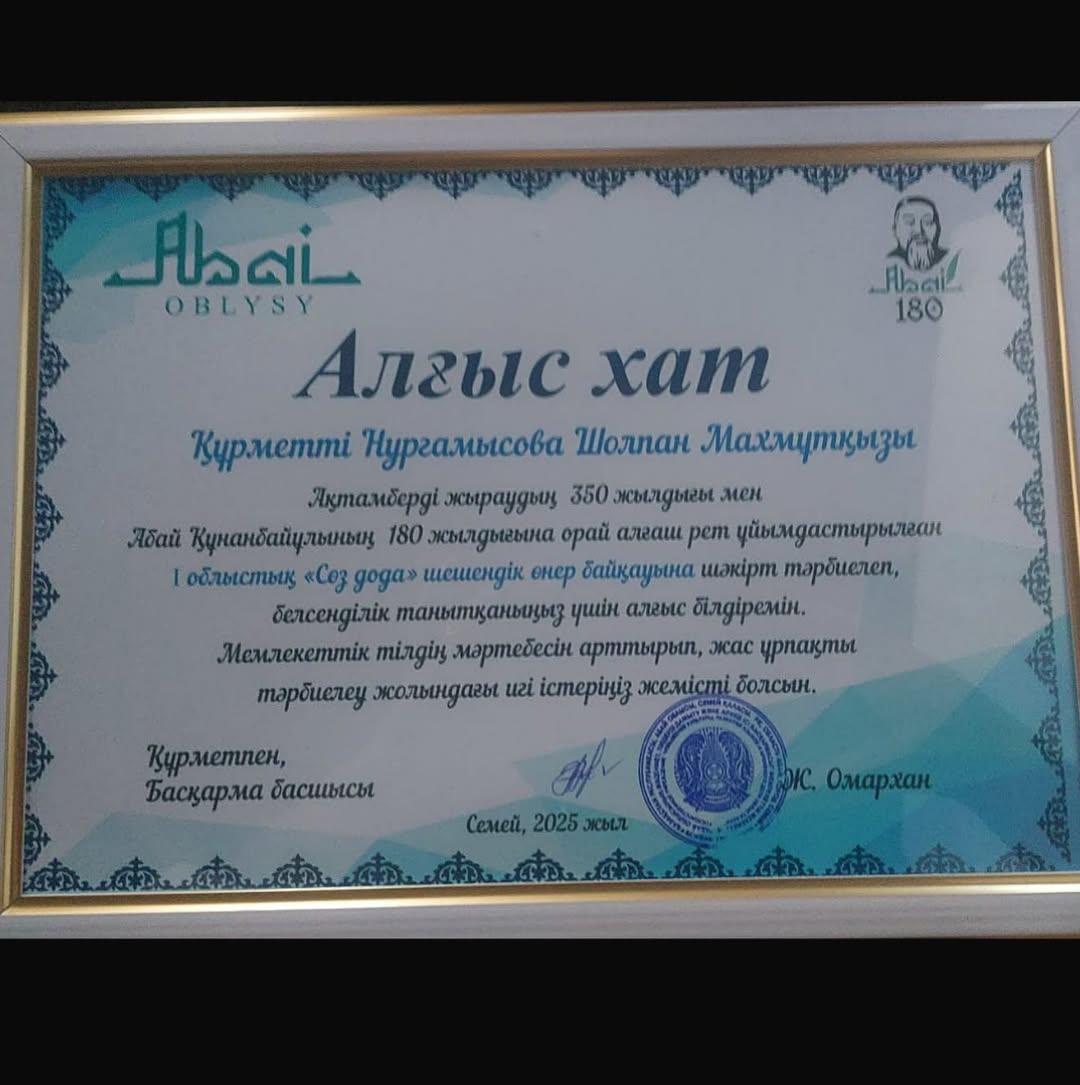 Abai
OBLYSY
Abai
180
Алғыс хат
Құрметті Нургамысова Шолпан Махмұтқызы
Ақтамберді жыраудың 350 жылдығы мен
Абай Құнанбайұлының 180 жылдығына орай алғаш рет ұйымдастырылған
І облыстық «Сөз дода» шешендік өнер байқауына шәкірт тәрбиелеп,
белсенділік танытқаныңыз үшін алғыс білдіремін.
Мемлекеттік тілдің мәртебесін арттырып, жас ұрпақты
тәрбиелеу жолындағы игі істеріңіз жемісті болсын.
Құрметпен,
Басқарма басшысы
Ж. Омархан
Семей, 2025 жыл